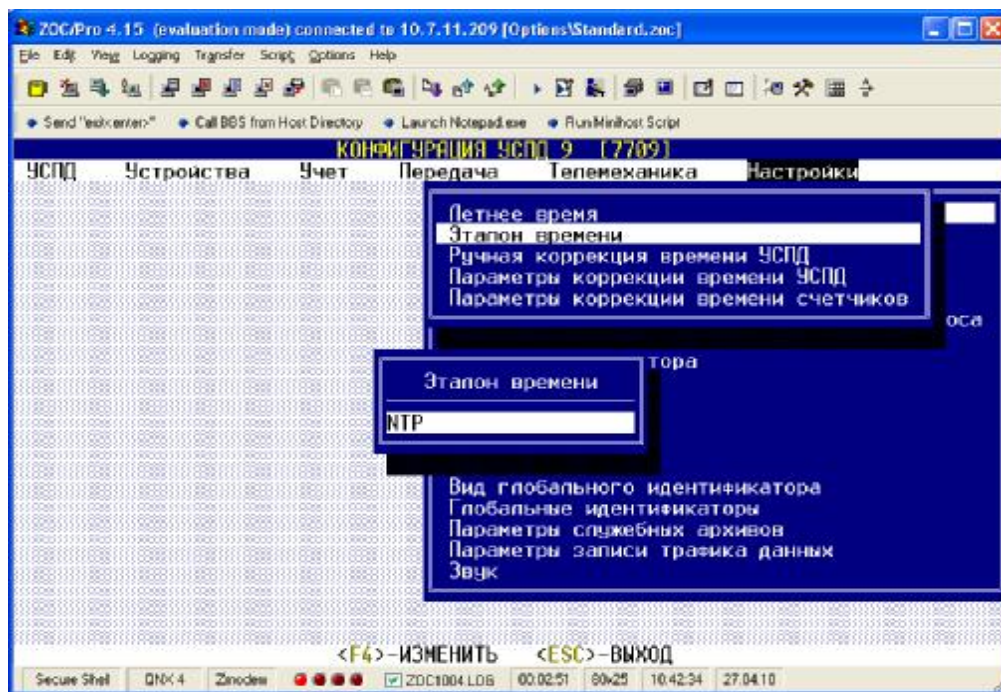 ZOC/Pro 4.15 (evaluation mode) connected to 10.7.11.209 [Options\Standard.zoc]
File Edit View Logging Transfer Script Options Help
Send "exit<enter>" Call BBS from Host Directory Launch Notepad.exe Run Minihost Script
КОНФИГУРАЦИЯ УСПД 9 [7709]
УСПД Устройства Учет Передача Телемеханика Настройки
Летнее время
Эталон времени
Ручная коррекция времени УСПД
Параметры коррекции времени УСПД
Параметры коррекции времени счетчиков
оса
тора
Эталон времени
NTP
Вид глобального идентификатора
Глобальные идентификаторы
Параметры служебных архивов
Параметры записи трафика данных
Звук
<F4>-ИЗМЕНИТЬ <ESC>-ВЫХОД
Secure Shell QNX4 Zmodem ZOC1004.LOG 00:02:51 80x25 10:42:34 27.04.10